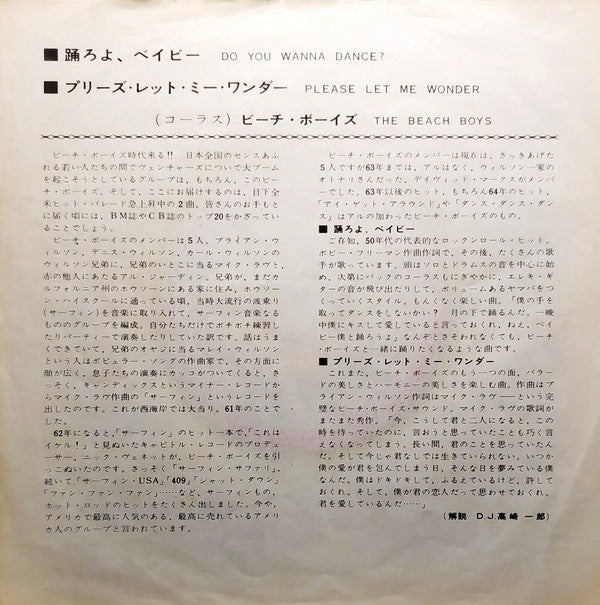 ■ 踊ろよ、ベイビー DO YOU WANNA DANCE?
■ プリーズ・レット・ミー・ワンダー PLEASE LET ME WONDER
(コーラス) ビーチ・ボーイズ THE BEACH BOYS
ビーチ・ボーイズ時代来る!! 日本全国のセンスあふ
れる若い人たちの間でヴェンチャーズについで大ブーム
を起こそうとしているグループは、もちろん、このビー
チ・ボーイズ。そして、ここにお届けするのは、目下全
米ヒット・パレード急上昇中の2曲。皆さんのお手もと
に届く頃には、BM誌やCB誌のトップ20をかざっている
ことでしょう。
ビーチ・ボーイズのメンバーは5人。ブライアン・ウ
ィルソン、デニス・ウィルソン、カール・ウィルソンの
ウィルソン兄弟に、兄弟のいとこに当るマイク・ラヴと
赤の他人にあたるアル・ジャーディン。兄弟が、まだカ
リフォルニア州のホウソーンにある家に住み、ホウソー
ン・ハイスクールに通っている頃、当時大流行の波乗り
(サーフィン)を音楽に取り入れて、サーフィン音楽なる
もののグループを編成。自分たちだけでボチボチ練習し
たりパーティーで演奏したりしていた訳です。話はうま
くできていて、兄弟のオヤジに当るマレイ・ウィルソン
という人はポピュラー・ソングの作曲家で、その方面に
顔が広く、息子たちの演奏にカッコがついてくると、さ
っそく、キャンディックスというマイナー・レコードか
らマイク・ラヴ作曲の「サーフィン」というレコードを
出したのです。これが西海岸では大当り。61年のことで
した。
62年になると、「サーフィン」のヒット一本で、「これは
イケル!」と見ぬいたキャピトル・レコードのプロデュ
ーサー、ニック・ヴェネットが、ビーチ・ボーイズを引
っこぬいたのです。さっそく「サーフィン・サファリ」、
続いて「サーフィン・USA」「409」「シャット・ダウン」
「ファン・ファン・ファン」……など、サーフィンもの、
ホット・ロッドのヒットをたくさん出しました。今や、
アメリカで最高に人気のある、最高に売れているアメリ
カ人のグループと言われています。
ビーチ・ボーイズのメンバーは現在は、さっきあげた
5人ですが63年までは、アルはなく、ウィルソン一家の
オトナリさんだった。デイヴィット・マークスがメンバ
ーでした。63年以後のヒット、もちろん64年のヒット、
「アイ・ゲット・アラウンド」や「ダンス・ダンス・ダン
ス」はアルの加わったビーチ・ボーイズのもの。
■ 踊ろよ、ベイビー
ご存知、50年代の代表的なロックンロール・ヒット。
ボビー・フリーマン作曲作詞で、その後、たくさんの歌
手が歌っています。頭はソロとドラムスの音を中心に始
め、次第にバックのコーラスもにぎやかに、エレキ・ギ
ターの音が飛び出たりして、ボリュームあるヤマバをつ
くっていくスタイル。もんくなく楽しい曲。「僕の手を
取ってダンスをしないかい? 月の下で踊るんだ。一晩
中僕にキスして愛していると言っておくれ、ねえ、ベイ
ビー僕と踊ろうよ」なんぞとさそわれなくても、ビーチ・
ボーイズと一緒に踊りたくなるような曲です。
■ プリーズ・レット・ミー・ワンダー
これまた、ビーチ・ボーイズのもう一つの面、バラー
ドの美しさとハーモニーの美しさを楽しむ曲。作曲はブ
ライアン・ウィルソン作詞はマイク・ラヴ――という完
璧なビーチ・ボーイズ・サウンド。マイク・ラヴの歌詞が
またまた秀作。「今、こうして君と二人になると、この
時を待っていたのに、言おうと思っていたことも巧く言
えなくなってしまう。長い間、君のことを思っていたん
だ。そして今じゃ君なしでは生きていられない。いつか
僕の愛が君を包んでしまう日、そんな日を夢みている僕
なんだ。僕はドキドキして、ふるえているけど、許して
おくれ、そして、僕が君の恋人だって思わせておくれ。
君を愛しているんだ……」
(解説 D.J.高崎一郎)